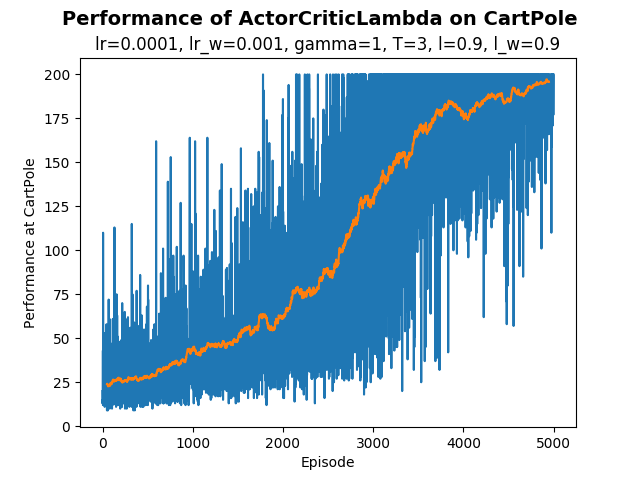 Performance of ActorCriticLambda on CartPole
lr=0.0001, lr_w=0.001, gamma=1, T=3, l=0.9, l_w=0.9
200
175
150
125
100
75
50
25
0
Performance at CartPole
0 1000 2000 3000 4000 5000
Episode